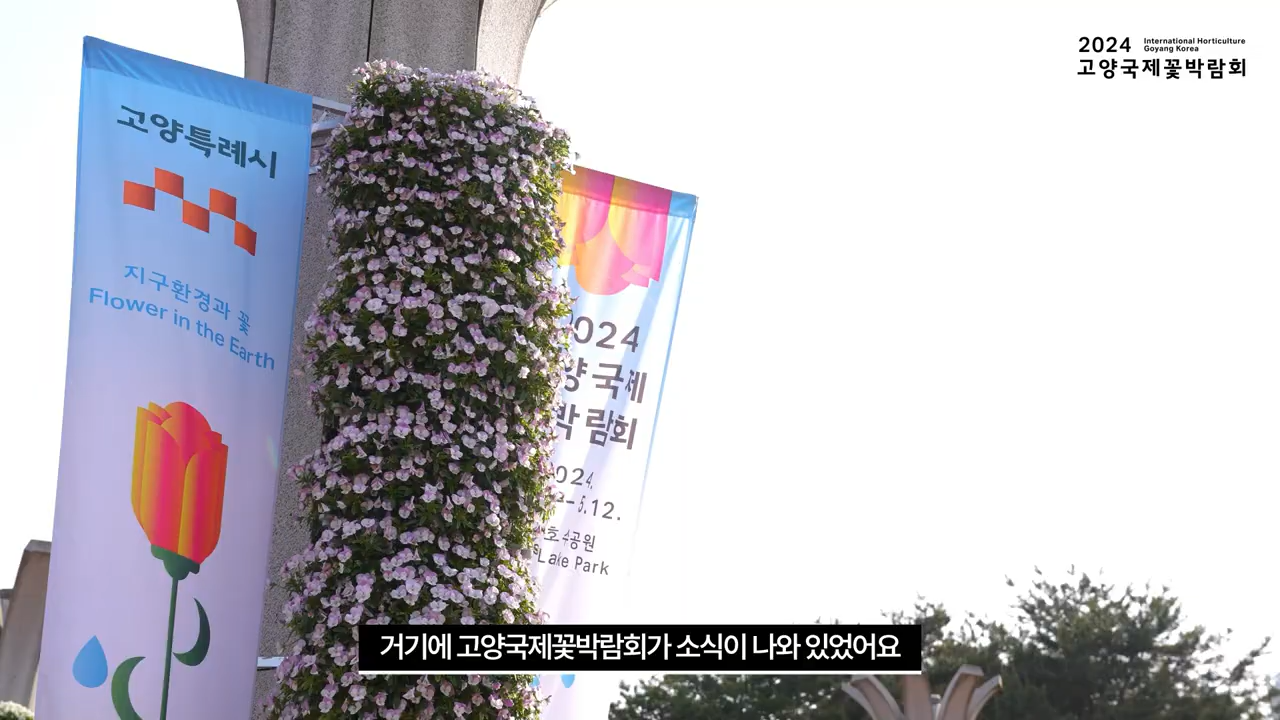 2024 International Horticulture
Goyang Korea
고양국제꽃박람회
고양특례시
지구환경과 꽃
Flower in the Earth
2024
양국제
박람회
2024.
5.12.
호수공원
Lake Park
거기에 고양국제꽃박람회가 소식이 나와 있었어요